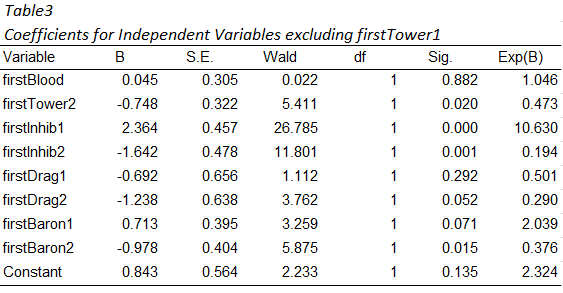 Table3
Coefficients for Independent Variables excluding firstTower1
Variable B S.E. Wald df Sig. Exp(B)
firstBlood 0.045 0.305 0.022 1 0.882 1.046
firstTower2 -0.748 0.322 5.411 1 0.020 0.473
firstInhib1 2.364 0.457 26.785 1 0.000 10.630
firstInhib2 -1.642 0.478 11.801 1 0.001 0.194
firstDrag1 -0.692 0.656 1.112 1 0.292 0.501
firstDrag2 -1.238 0.638 3.762 1 0.052 0.290
firstBaron1 0.713 0.395 3.259 1 0.071 2.039
firstBaron2 -0.978 0.404 5.875 1 0.015 0.376
Constant 0.843 0.564 2.233 1 0.135 2.324